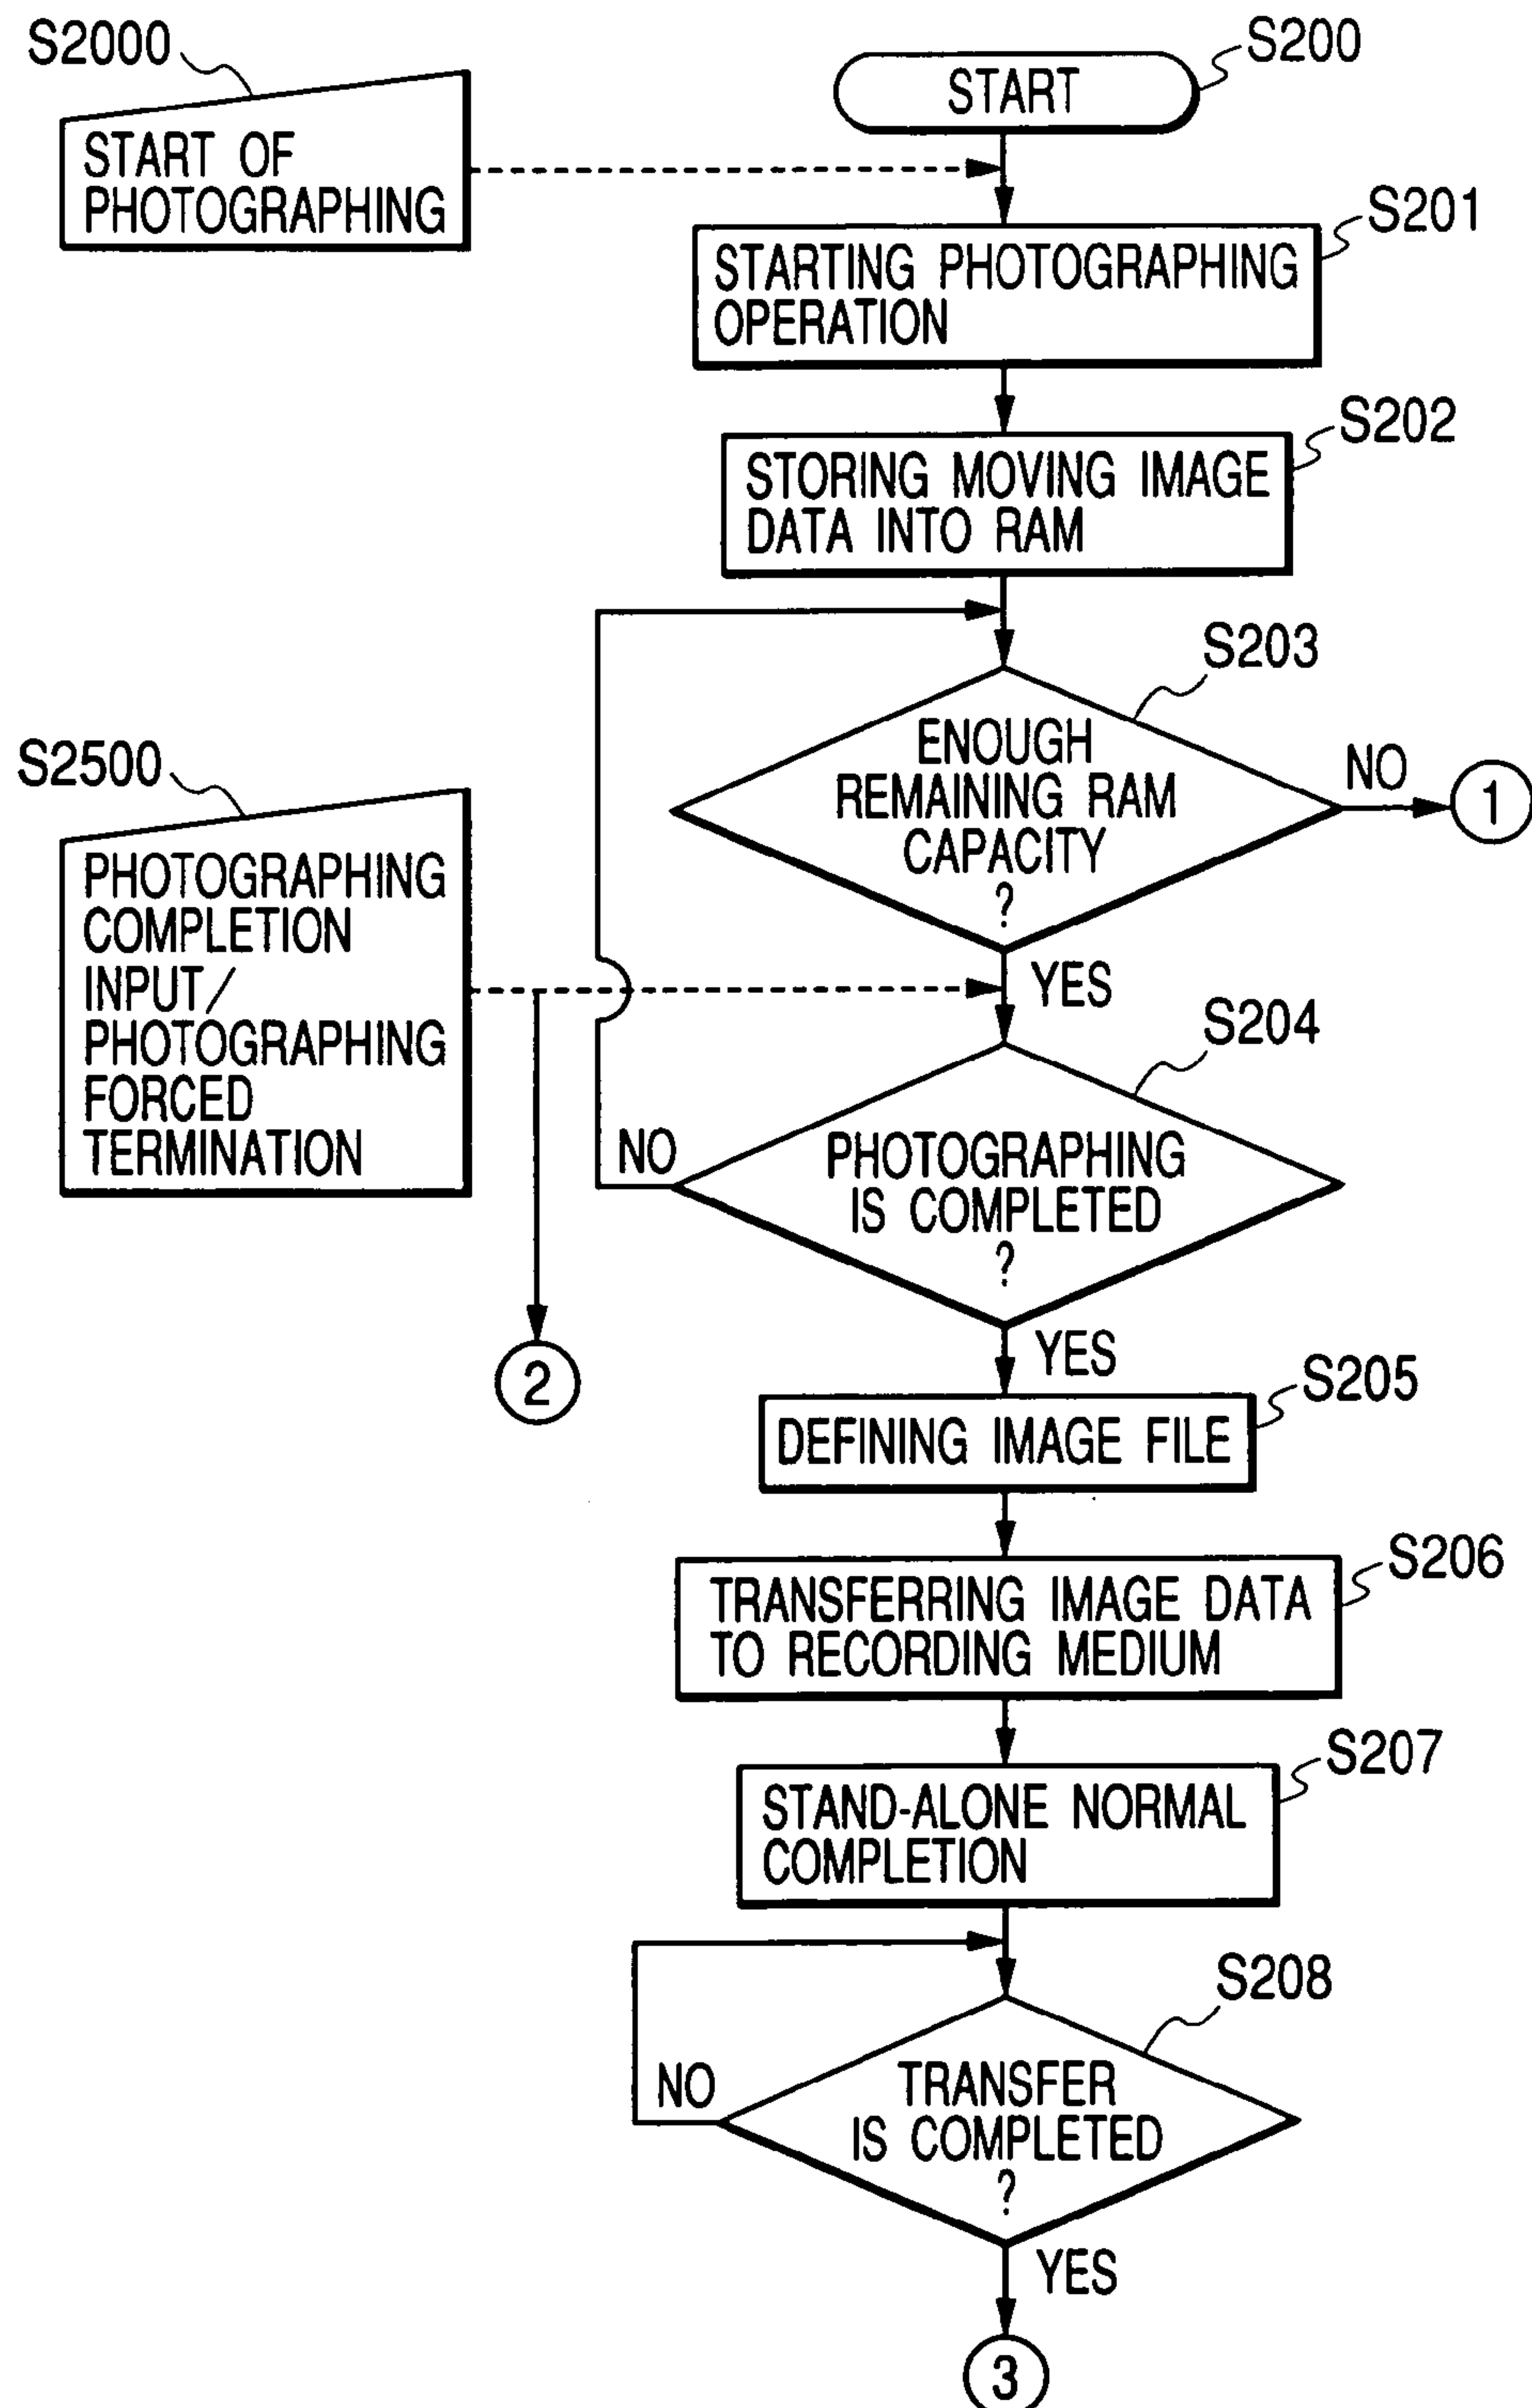 S2000
START OF
PHOTOGRAPHING
START
S200
STARTING PHOTOGRAPHING
OPERATION
S201
STORING MOVING IMAGE
DATA INTO RAM
S202
S203
ENOUGH
REMAINING RAM
CAPACITY
?
NO
1
YES
S2500
PHOTOGRAPHING
COMPLETION
INPUT/
PHOTOGRAPHING
FORCED
TERMINATION
2
S204
PHOTOGRAPHING
IS COMPLETED
?
NO
YES
S205
DEFINING IMAGE FILE
S206
TRANSFERRING IMAGE DATA
TO RECORDING MEDIUM
S207
STAND-ALONE NORMAL
COMPLETION
S208
TRANSFER
IS COMPLETED
?
NO
YES
3